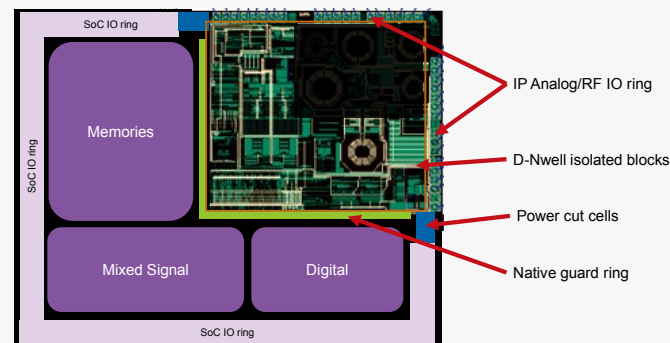 SoC IO ring
SoC IO ring
Memories
IP Analog/RF IO ring
D-Nwell isolated blocks
Power cut cells
Native guard ring
Mixed Signal
Digital
SoC IO ring